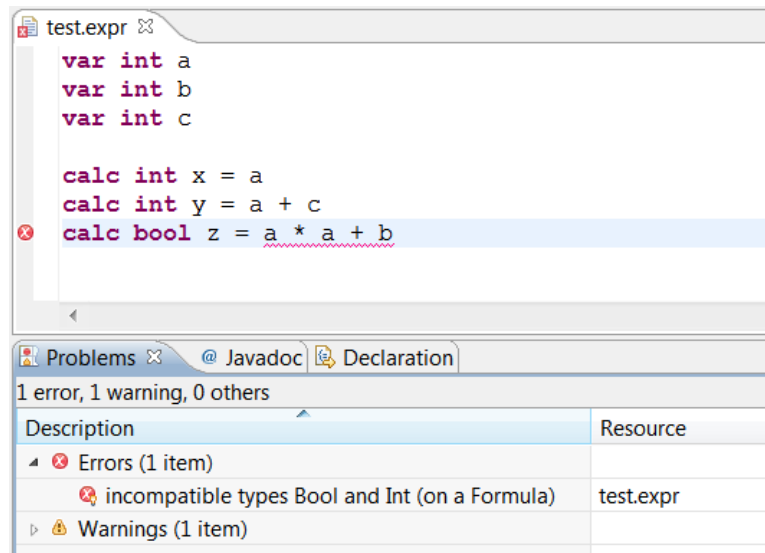 test.expr
var int a
var int b
var int c
calc int x = a
calc int y = a + c
calc bool z = a * a + b
Problems @ Javadoc Declaration
1 error, 1 warning, 0 others
Description Resource
Errors (1 item)
incompatible types Bool and Int (on a Formula) test.expr
Warnings (1 item)